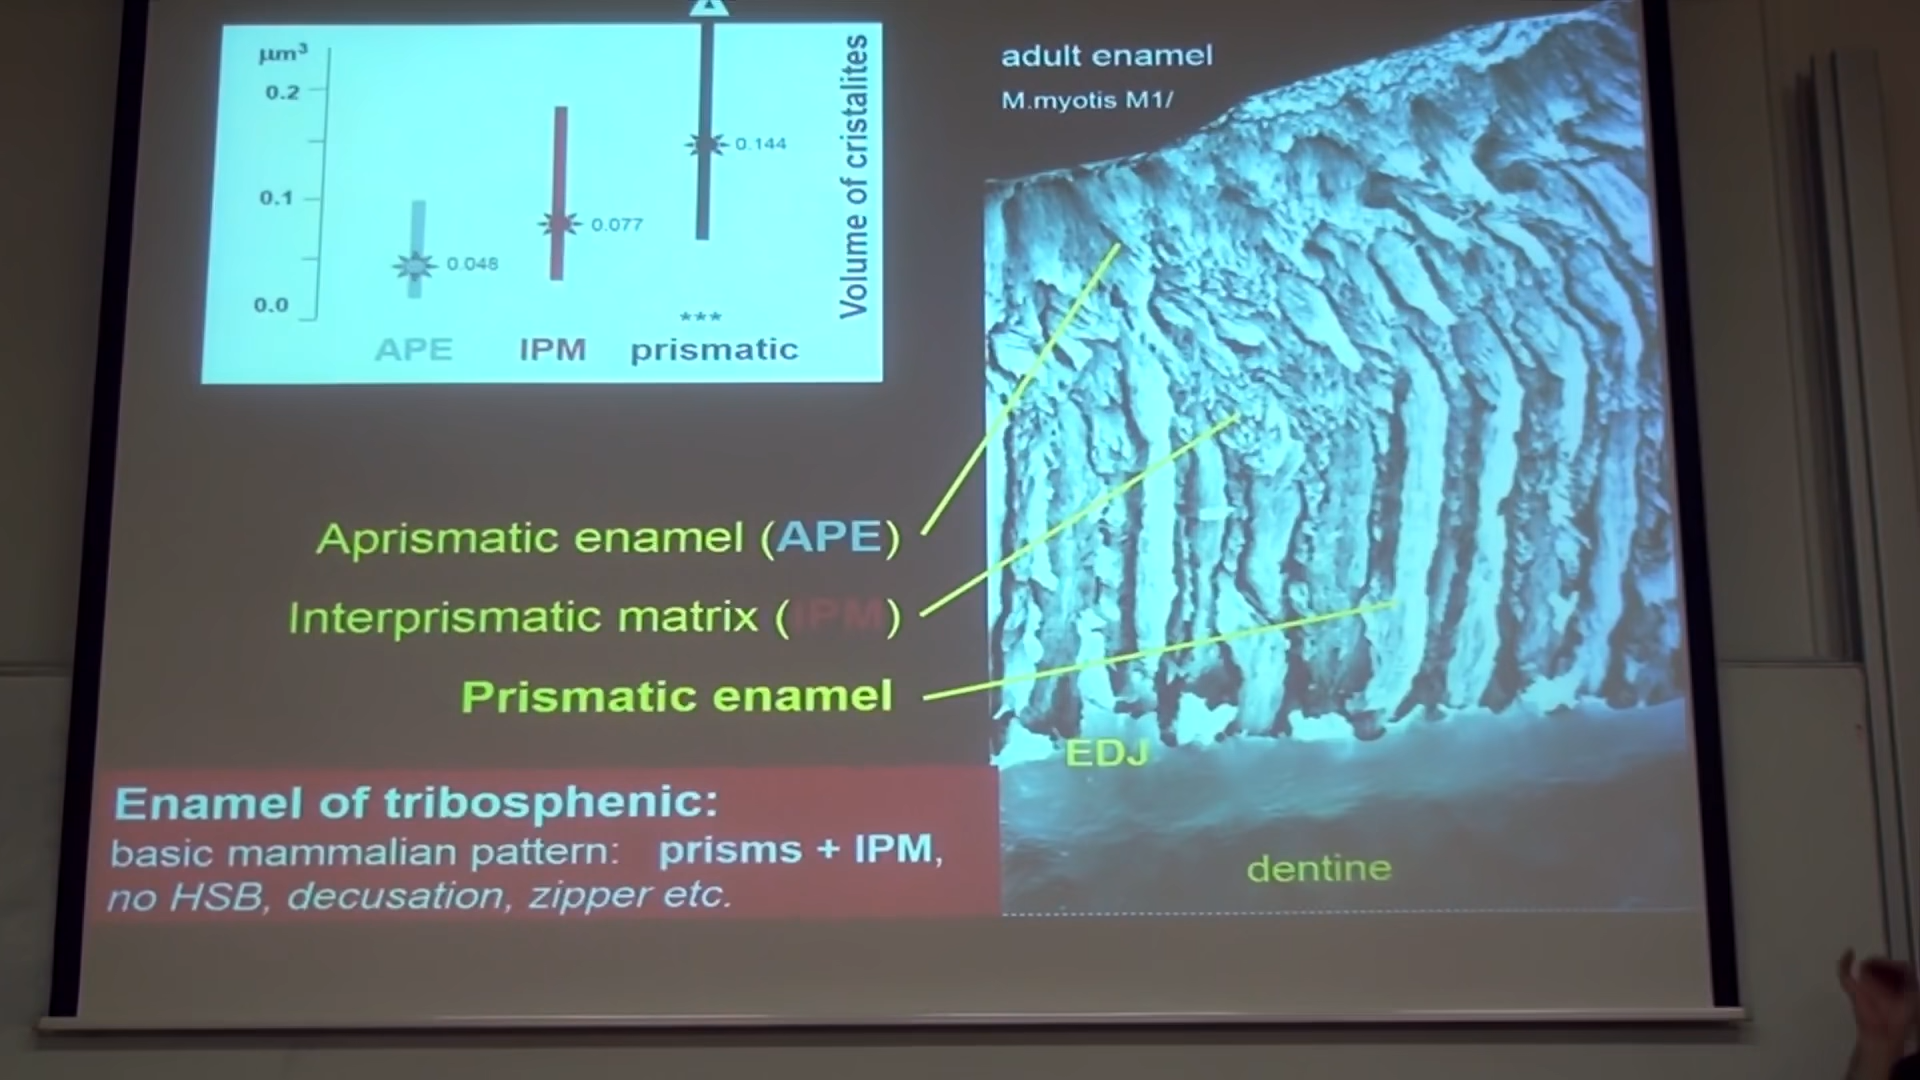 μm³
0.2
0.1
0.0
0.048
0.077
0.144
***
APE IPM prismatic
Volume of cristalites
adult enamel
M.myotis M1/
Aprismatic enamel (APE)
Interprismatic matrix (IPM)
Prismatic enamel
EDJ
dentine
Enamel of tribosphenic:
basic mammalian pattern: prisms + IPM,
no HSB, decusation, zipper etc.